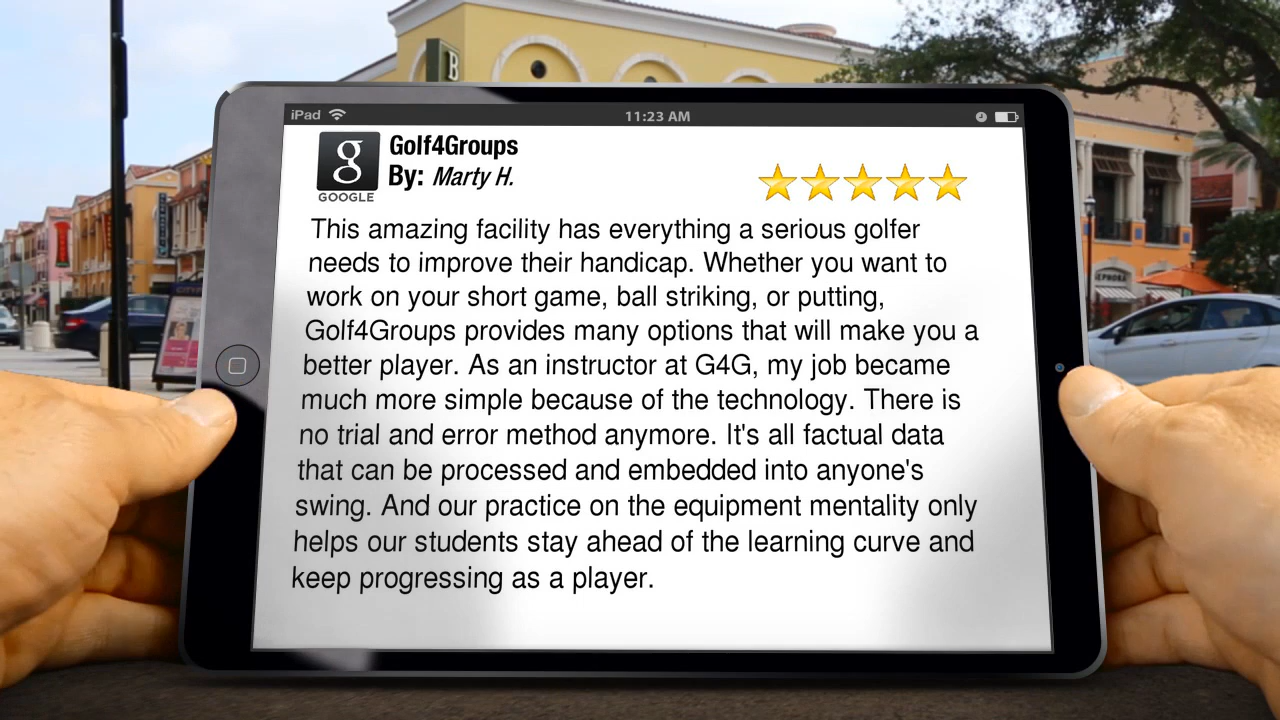 iPad
11:23 AM
g
GOOGLE
Golf4Groups
By: Marty H.
This amazing facility has everything a serious golfer
needs to improve their handicap. Whether you want to
work on your short game, ball striking, or putting,
Golf4Groups provides many options that will make you a
better player. As an instructor at G4G, my job became
much more simple because of the technology. There is
no trial and error method anymore. It's all factual data
that can be processed and embedded into anyone's
swing. And our practice on the equipment mentality only
helps our students stay ahead of the learning curve and
keep progressing as a player.
B
SEPHORA